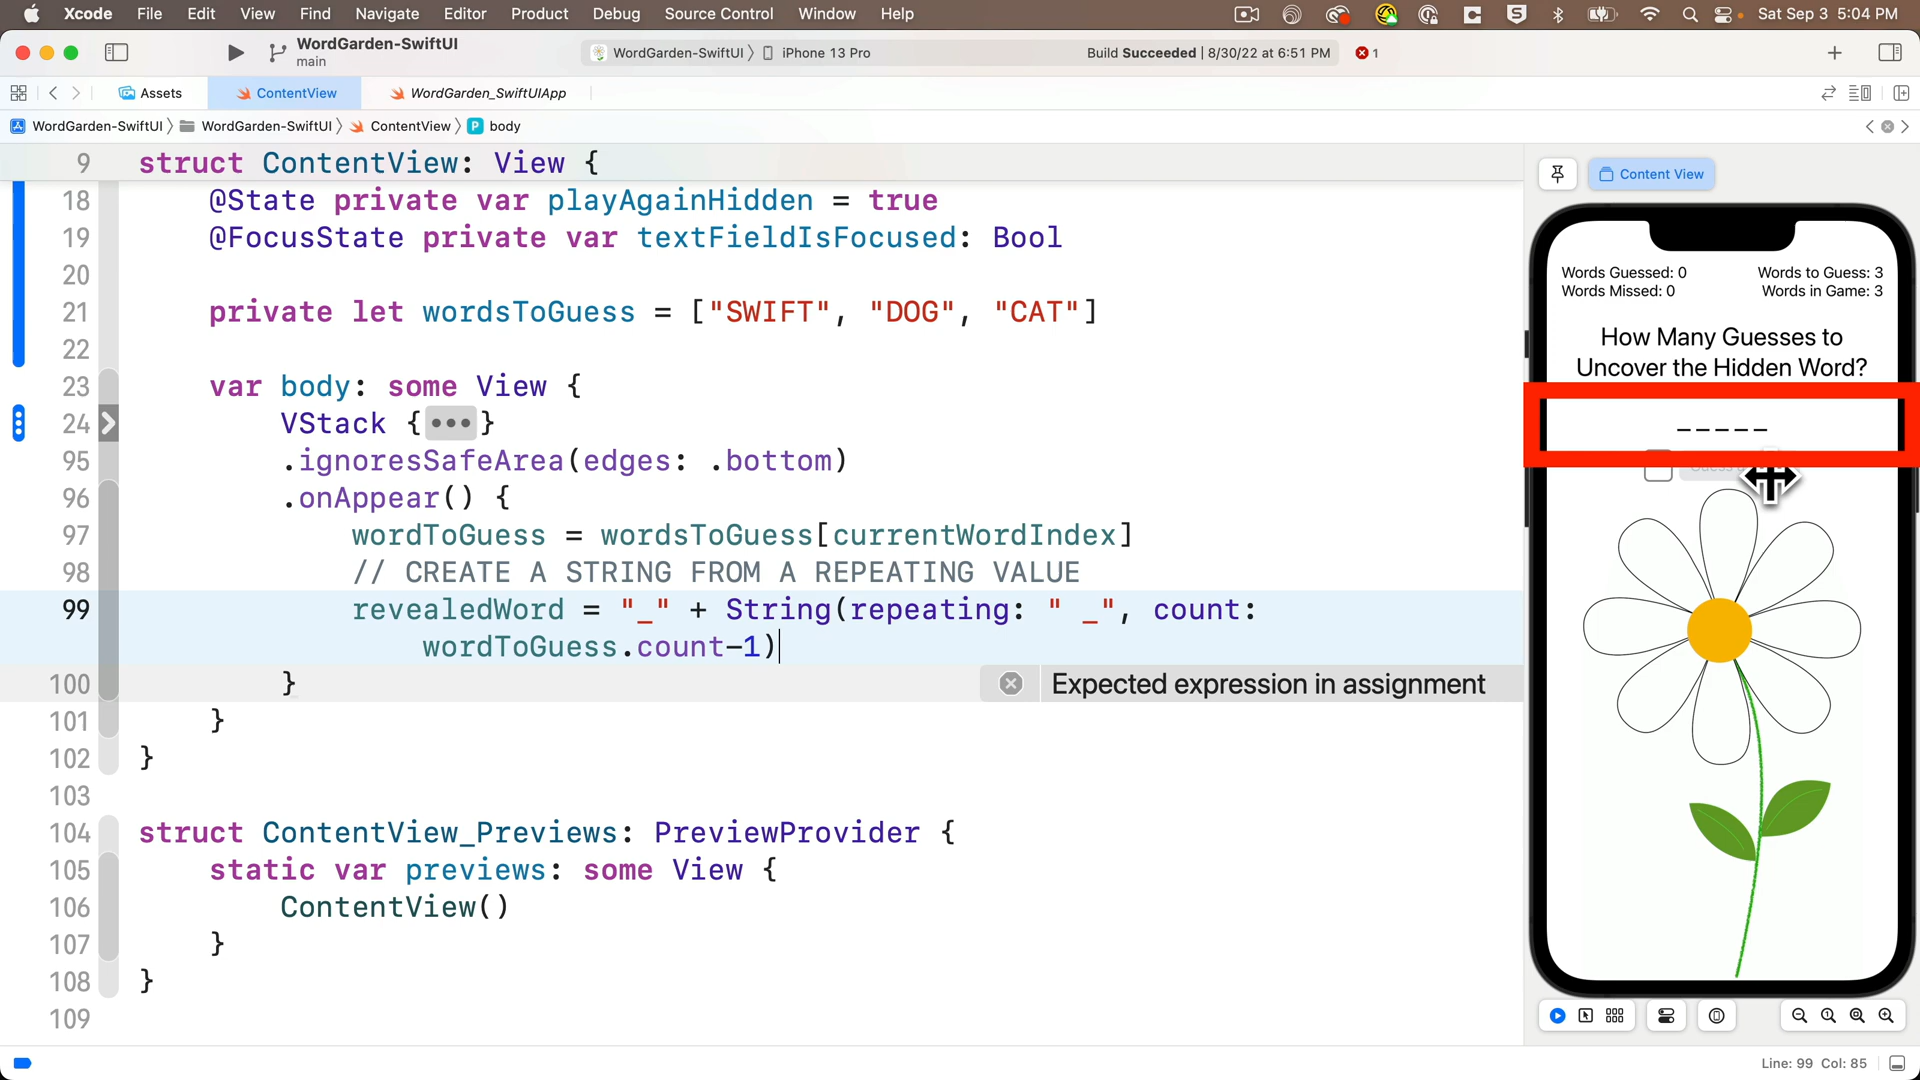 Xcode File Edit View Find Navigate Editor Product Debug Source Control Window Help Sat Sep 3 5:04 PM
WordGarden-SwiftUI
main
WordGarden-SwiftUI iPhone 13 Pro Build Succeeded | 8/30/22 at 6:51 PM 1
Assets ContentView WordGarden_SwiftUIApp
WordGarden-SwiftUI WordGarden-SwiftUI ContentView P body
9 struct ContentView: View {
18 @State private var playAgainHidden = true
19 @FocusState private var textFieldIsFocused: Bool
20
21 private let wordsToGuess = ["SWIFT", "DOG", "CAT"]
22
23 var body: some View {
24 VStack {•••}
95 .ignoresSafeArea(edges: .bottom)
96 .onAppear() {
97 wordToGuess = wordsToGuess[currentWordIndex]
98 // CREATE A STRING FROM A REPEATING VALUE
99 revealedWord = "_" + String(repeating: " _", count:
wordToGuess.count-1)
100 }
Expected expression in assignment
101 }
102 }
103
104 struct ContentView_Previews: PreviewProvider {
105 static var previews: some View {
106 ContentView()
107 }
108 }
109
Content View
Words Guessed: 0 Words to Guess: 3
Words Missed: 0 Words in Game: 3
How Many Guesses to
Uncover the Hidden Word?
_ _ _ _ _
Line: 99 Col: 85